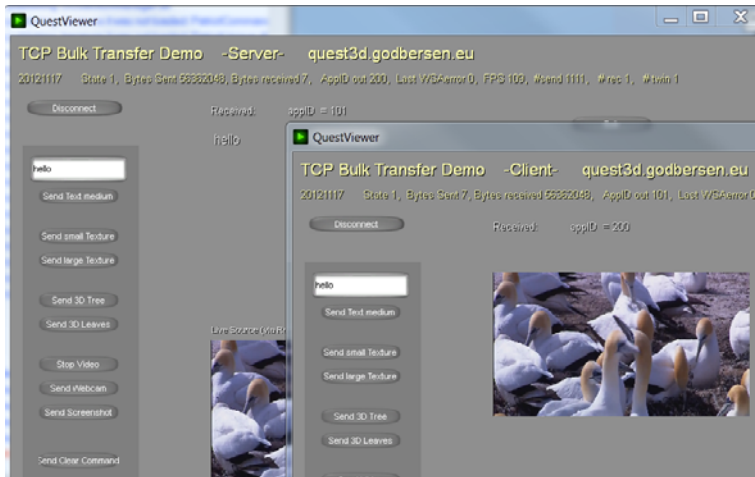 QuestViewer
TCP Bulk Transfer Demo -Server- quest3d.godbersen.eu
20121117 State 1, Bytes Sent 56382048, Bytes received 7, AppID out 200, Last WSAerror 0, FPS 109, #send 1111, #rec 1, #twin 1
Disconnect
Received: appID = 101
hello
hello
Send Text medium
Send small Texture
Send large Texture
Send 3D Tree
Send 3D Leaves
Live Source (via
Stop Video
Send Webcam
Send Screenshot
Send Clear Command
QuestViewer
TCP Bulk Transfer Demo -Client- quest3d.godbersen.eu
20121117 State 1, Bytes Sent 7, Bytes received 56382048, AppID out 101, Last WSAerror
Disconnect
Received: appID = 200
hello
Send Text medium
Send small Texture
Send large Texture
Send 3D Tree
Send 3D Leaves